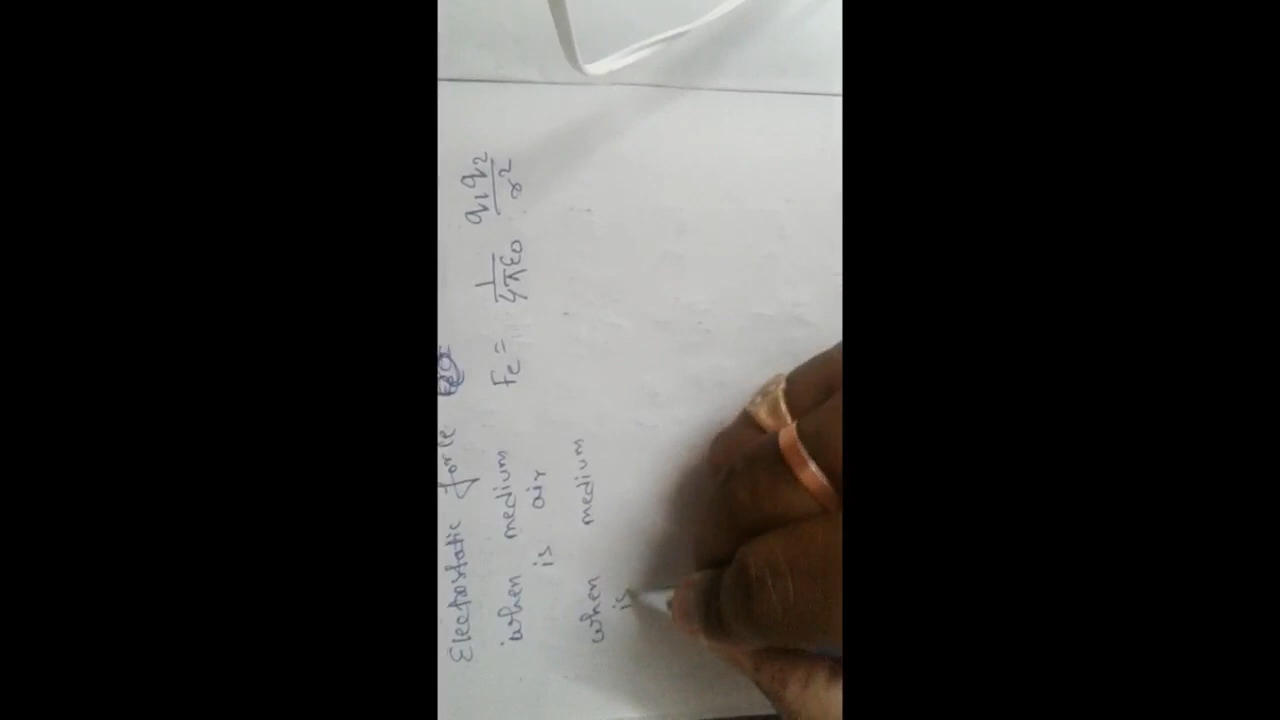 Electrostatic force
when medium is air Fe = 1/4πε0 q1q2/r2
when medium is